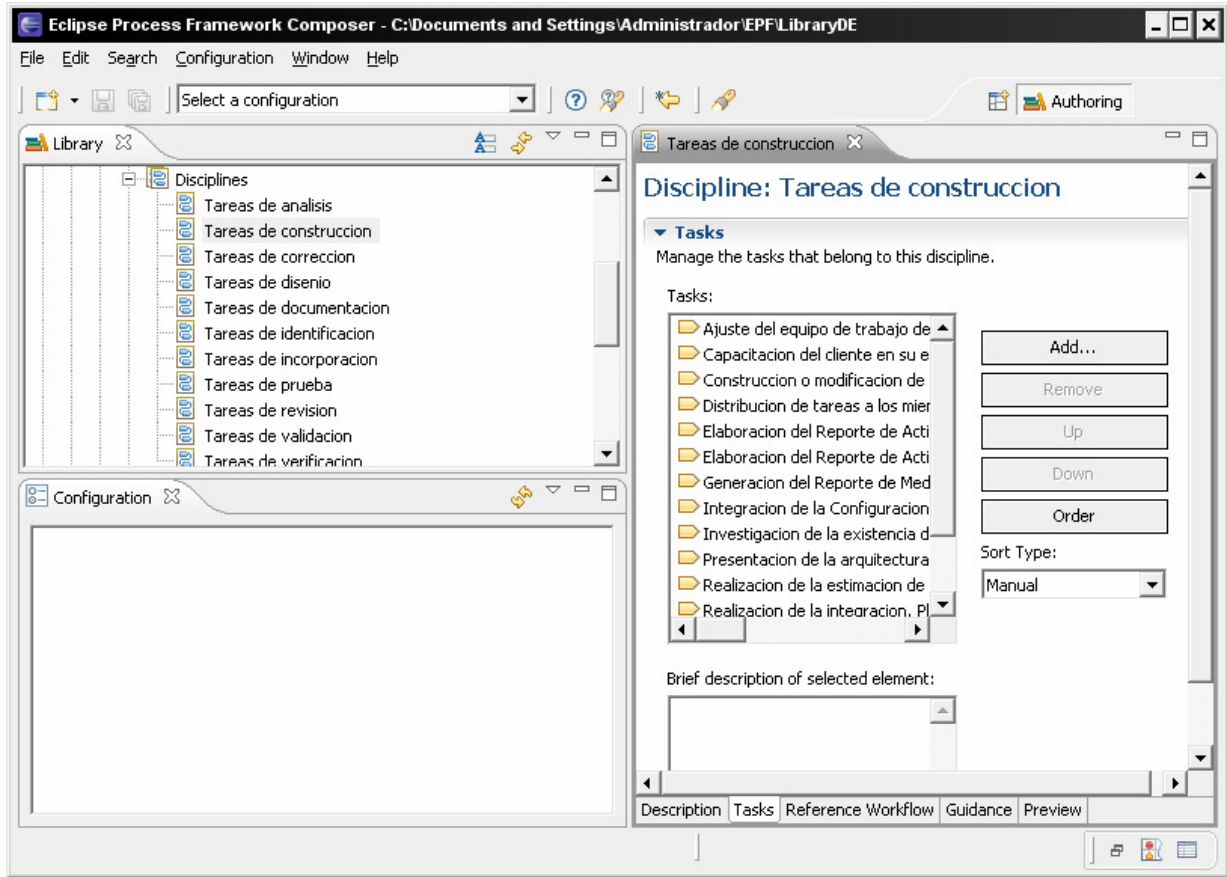 Eclipse Process Framework Composer - C:\Documents and Settings\Administrador\EPF\LibraryDE
File Edit Search Configuration Window Help
Select a configuration
Authoring
Library
Disciplines
Tareas de analisis
Tareas de construccion
Tareas de correccion
Tareas de disenio
Tareas de documentacion
Tareas de identificacion
Tareas de incorporacion
Tareas de prueba
Tareas de revision
Tareas de validacion
Tareas de verificacion
Configuration
Tareas de construccion
Discipline: Tareas de construccion
Tasks
Manage the tasks that belong to this discipline.
Tasks:
Ajuste del equipo de trabajo de
Capacitacion del cliente en su e
Construccion o modificacion de
Distribucion de tareas a los mier
Elaboracion del Reporte de Acti
Elaboracion del Reporte de Acti
Generacion del Reporte de Med
Integracion de la Configuracion
Investigacion de la existencia d
Presentacion de la arquitectura
Realizacion de la estimacion de
Realizacion de la integracion. Pl
Add...
Remove
Up
Down
Order
Sort Type:
Manual
Brief description of selected element:
Description Tasks Reference Workflow Guidance Preview